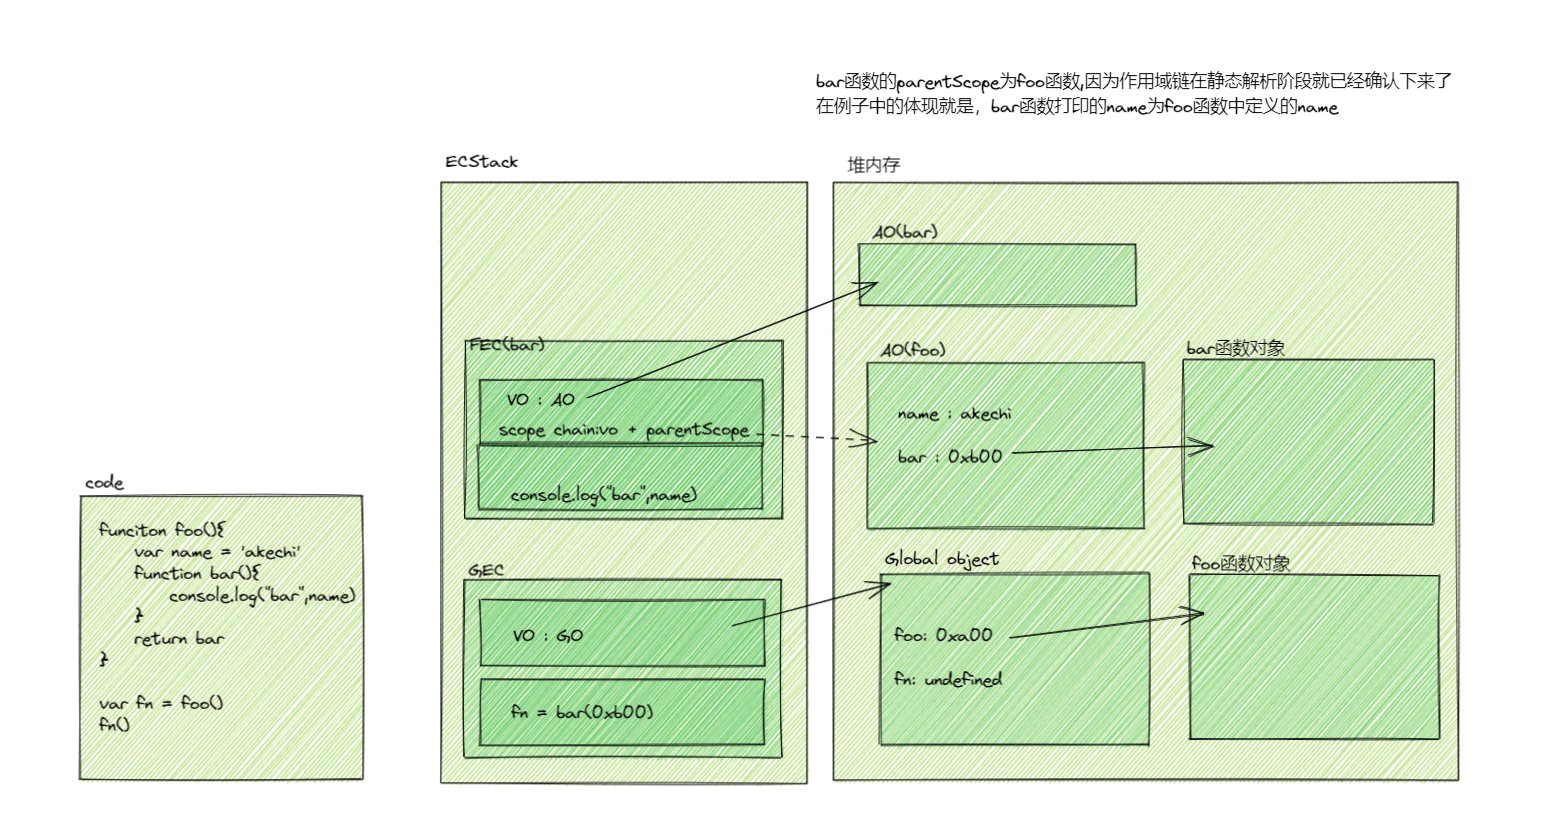 bar函数的parentScope为foo函数,因为作用域链在静态解析阶段就已经确认下来了
在例子中的体现就是，bar函数打印的name为foo函数中定义的name
ECStack
堆内存
AO(bar)
FEC(bar)
VO : AO
scope chain:vo + parentScope
console.log("bar",name)
AO(foo)
name : akechi
bar : 0xb00
bar函数对象
code
funciton foo(){
var name = 'akechi'
function bar(){
console.log("bar",name)
}
return bar
}
var fn = foo()
fn()
GEC
VO : GO
fn = bar(0xb00)
Global object
foo: 0xa00
fn: undefined
foo函数对象